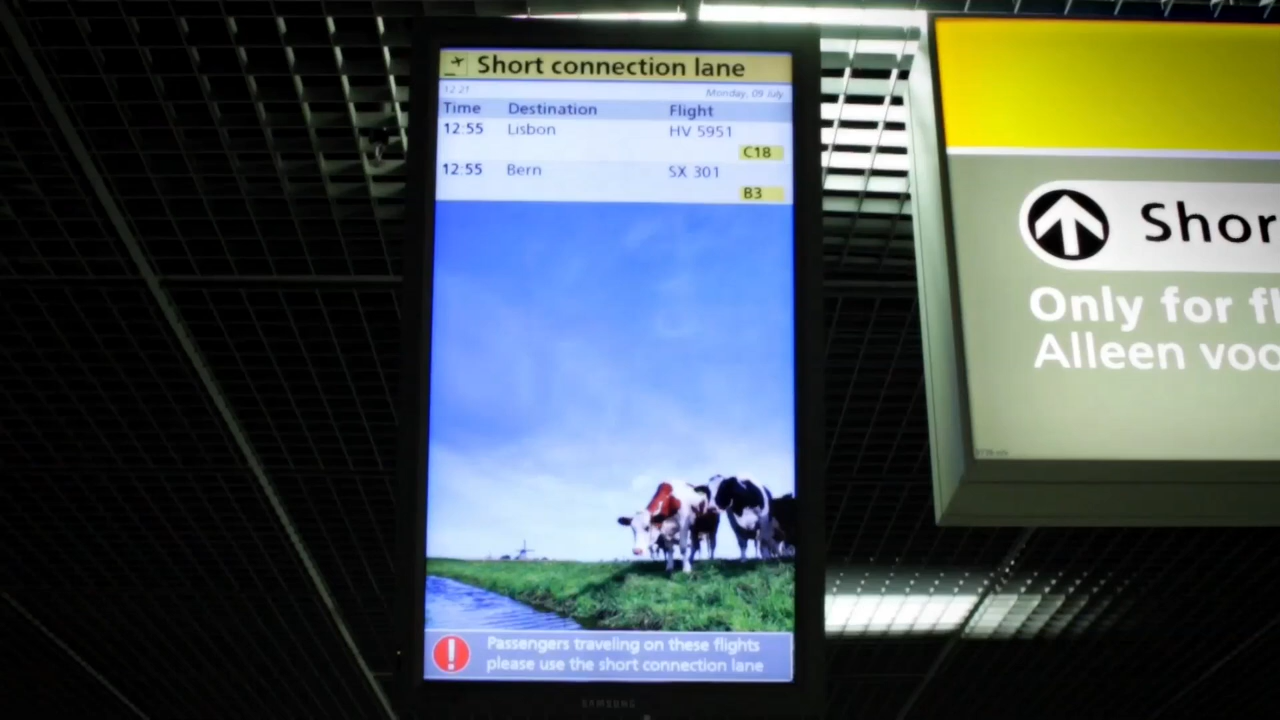 Short connection lane
12 21 Monday, 09 July
Time Destination Flight
12:55 Lisbon HV 5951
C18
12:55 Bern SX 301
B3
Passengers traveling on these flights
please use the short connection lane
SAMSUNG
Shor
Only for fl
Alleen voo